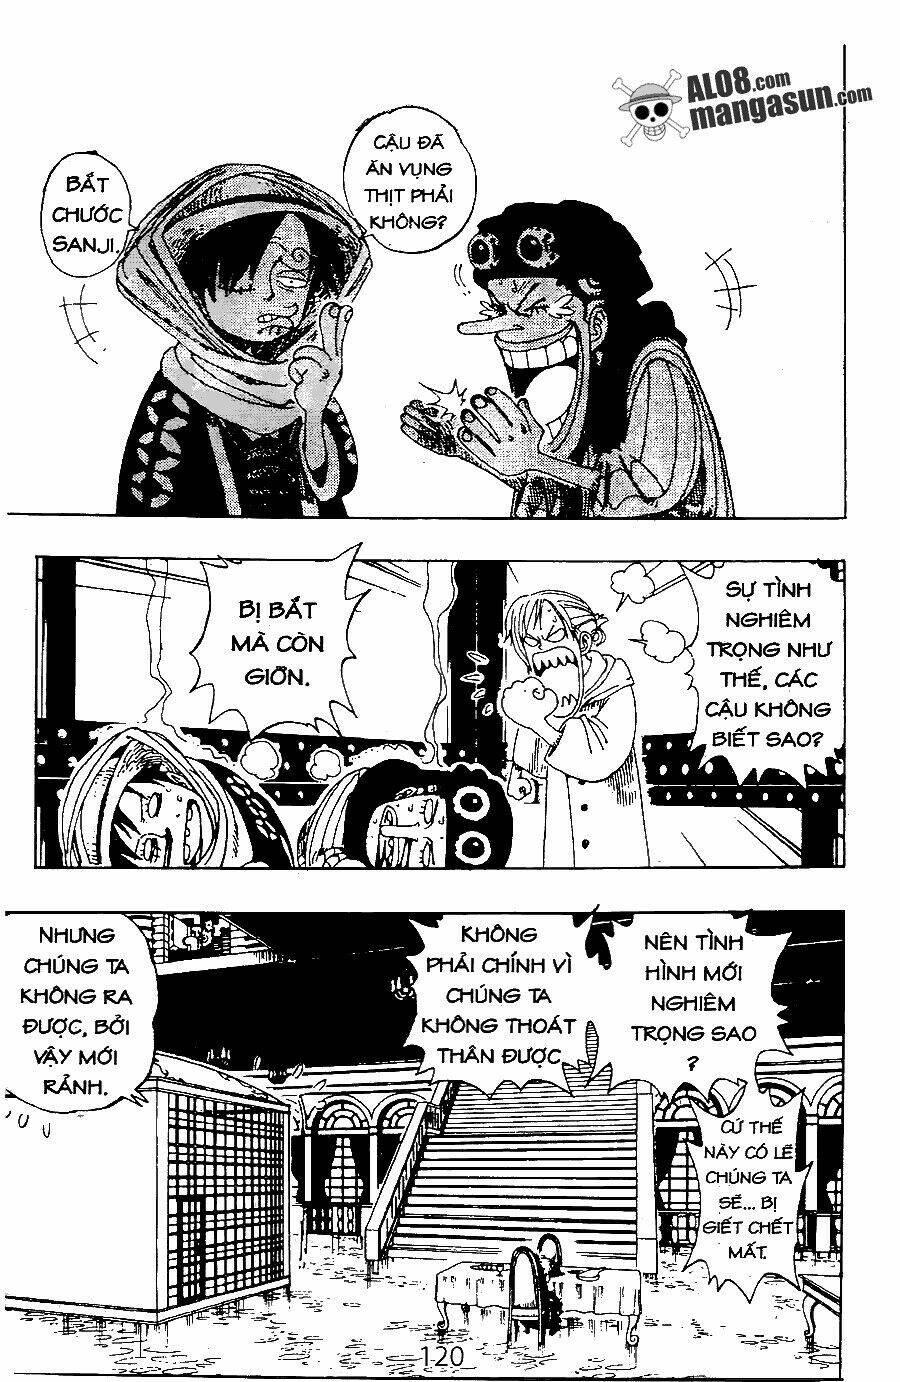 AL08.com
mangasun.com
BẮT
CHƯỚC
SANJI.
CẬU ĐÃ
ĂN VỤNG
THỊT PHẢI
KHÔNG?
SỰ TÌNH
NGHIÊM
TRỌNG NHƯ
THẾ, CÁC
CẬU KHÔNG
BIẾT SAO?
BỊ BẮT
MÀ CÒN
GIỠN.
NÊN TÌNH
HÌNH MỚI
NGHIÊM
TRỌNG SAO
?
KHÔNG
PHẢI CHÍNH VÌ
CHÚNG TA
KHÔNG THOÁT
THÂN ĐƯỢC
NHƯNG
CHÚNG TA
KHÔNG RA
ĐƯỢC, BỞI
VẬY MỚI
RẢNH.
CỨ THẾ
NÀY CÓ LẼ
CHÚNG TA
SẼ... BỊ
GIẾT CHẾT
MẤT.
120